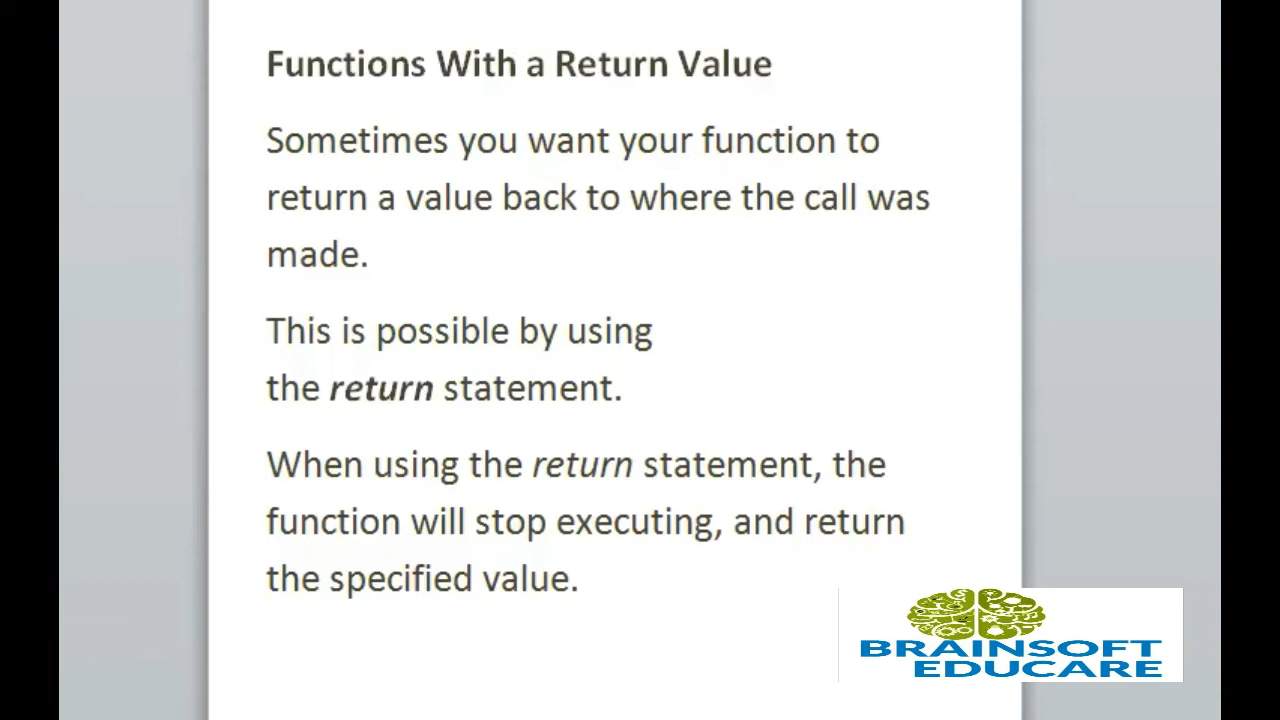 Functions With a Return Value
Sometimes you want your function to
return a value back to where the call was
made.
This is possible by using
the return statement.
When using the return statement, the
function will stop executing, and return
the specified value.
BRAINSOFT
EDUCARE